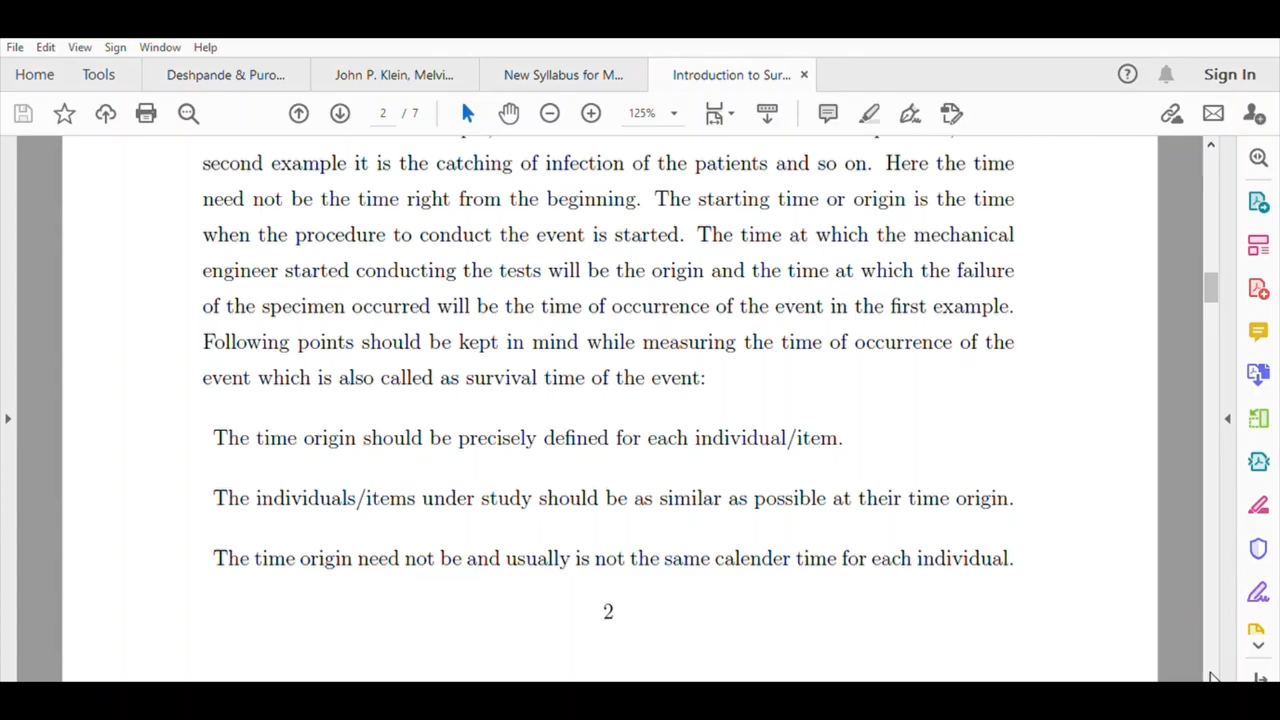 File Edit View Sign Window Help
Home Tools Deshpande & Puro... John P. Klein, Melvi... New Syllabus for M... Introduction to Sur... × Sign In
2 / 7 125%
second example it is the catching of infection of the patients and so on. Here the time
need not be the time right from the beginning. The starting time or origin is the time
when the procedure to conduct the event is started. The time at which the mechanical
engineer started conducting the tests will be the origin and the time at which the failure
of the specimen occurred will be the time of occurrence of the event in the first example.
Following points should be kept in mind while measuring the time of occurrence of the
event which is also called as survival time of the event:
The time origin should be precisely defined for each individual/item.
The individuals/items under study should be as similar as possible at their time origin.
The time origin need not be and usually is not the same calender time for each individual.
2